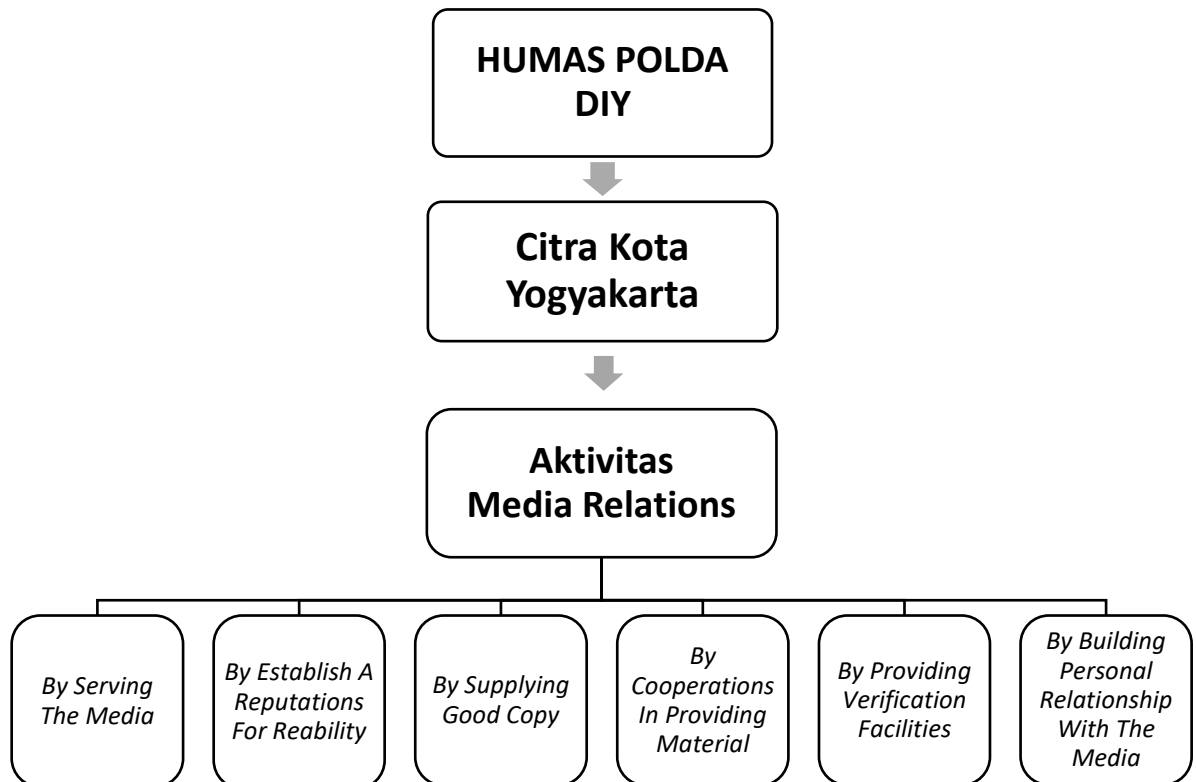 HUMAS POLDA
DIY
Citra Kota
Yogyakarta
Aktivitas
Media Relations
By Serving
The Media
By Establish A
Reputations
For Reability
By Supplying
Good Copy
By
Cooperations
In Providing
Material
By Providing
Verification
Facilities
By Building
Personal
Relationship
With The
Media